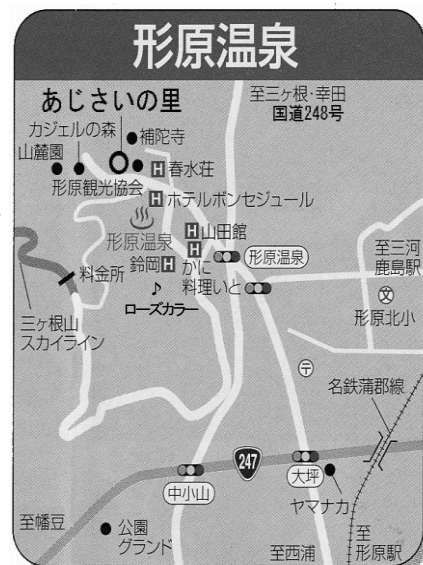 形原温泉
あじさいの里
至三ヶ根・幸田
国道248号
カジェルの森
補陀寺
山麓園
春水荘
形原観光協会
ホテルボンセジュール
形原温泉
山田館
形原温泉
鈴岡
かに
料理いと
ローズカラー
料金所
三ヶ根山
スカイライン
至三河
鹿島駅
文
形原北小
〒
名鉄蒲郡線
247
中小山
大坪
ヤマナカ
至幡豆
公園
グランド
至西浦
至
形原駅
H
H
H
H
H